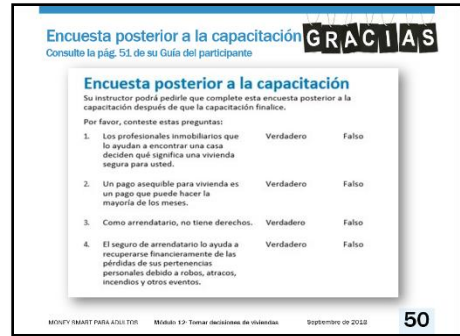 Encuesta posterior a la capacitación GRACIAS
Consulte la pág. 51 de su Guía del participante
Encuesta posterior a la capacitación
Su instructor podrá pedirle que complete esta encuesta posterior a la
capacitación después de que la capacitación finalice.
Por favor, conteste estas preguntas:
1. Los profesionales inmobiliarios que Verdadero Falso
lo ayudan a encontrar una casa
deciden qué significa una vivienda
segura para usted.
2. Un pago asequible para vivienda es Verdadero Falso
un pago que puede hacer la
mayoría de los meses.
3. Como arrendatario, no tiene derechos. Verdadero Falso
4. El seguro de arrendatario lo ayuda a Verdadero Falso
recuperarse financieramente de las
pérdidas de sus pertenencias
personales debido a robos, atracos,
incendios y otros eventos.
MONEY SMART PARA ADULTOS Módulo 12: Tomar decisiones de viviendas Septiembre de 2018 50